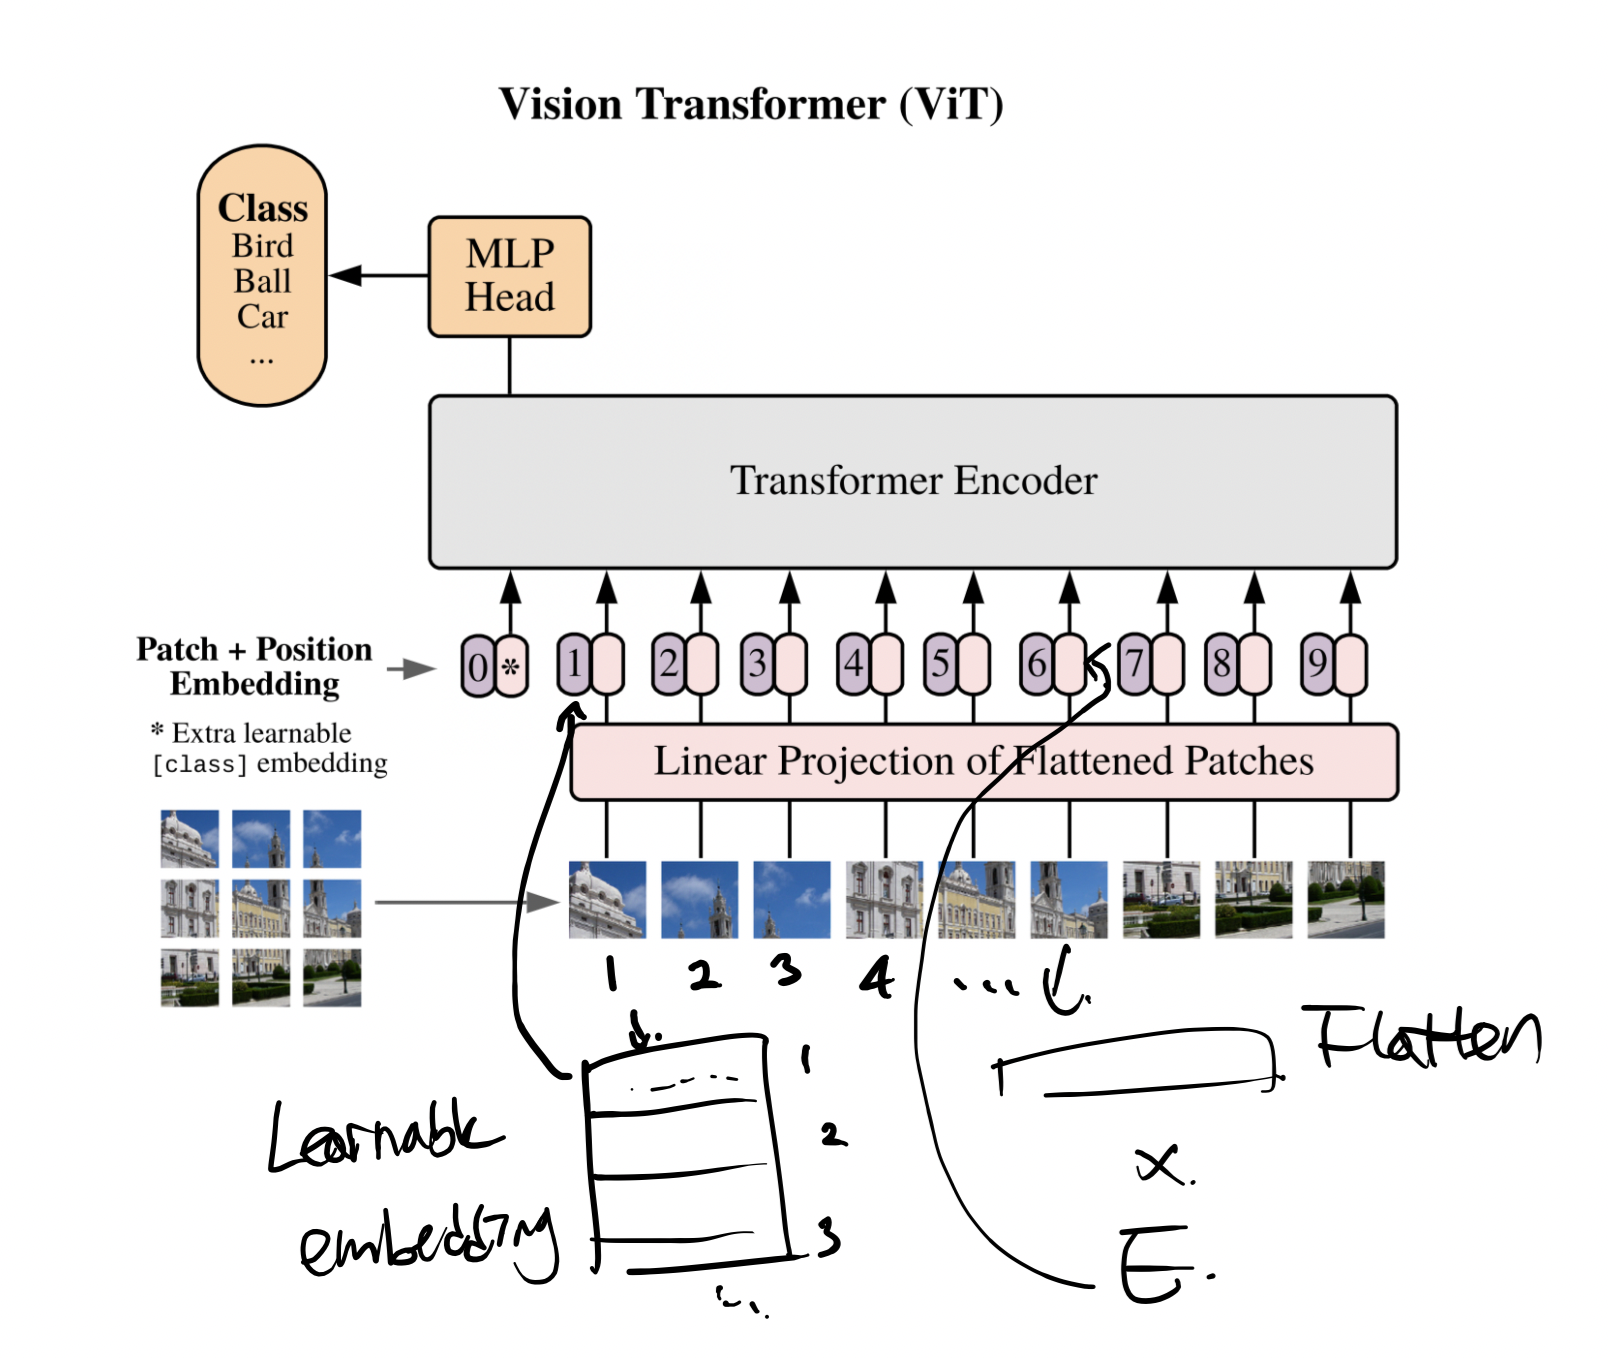 Vision Transformer (ViT)
Class
Bird
Ball
Car
...
MLP
Head
Transformer Encoder
Patch + Position
Embedding
0 * 1 2 3 4 5 6 7 8 9
* Extra learnable
[class] embedding
Linear Projection of Flattened Patches
1 2 3 4 ...
Flatten
1
Learnable
2
x.
embedding
3
E.
...